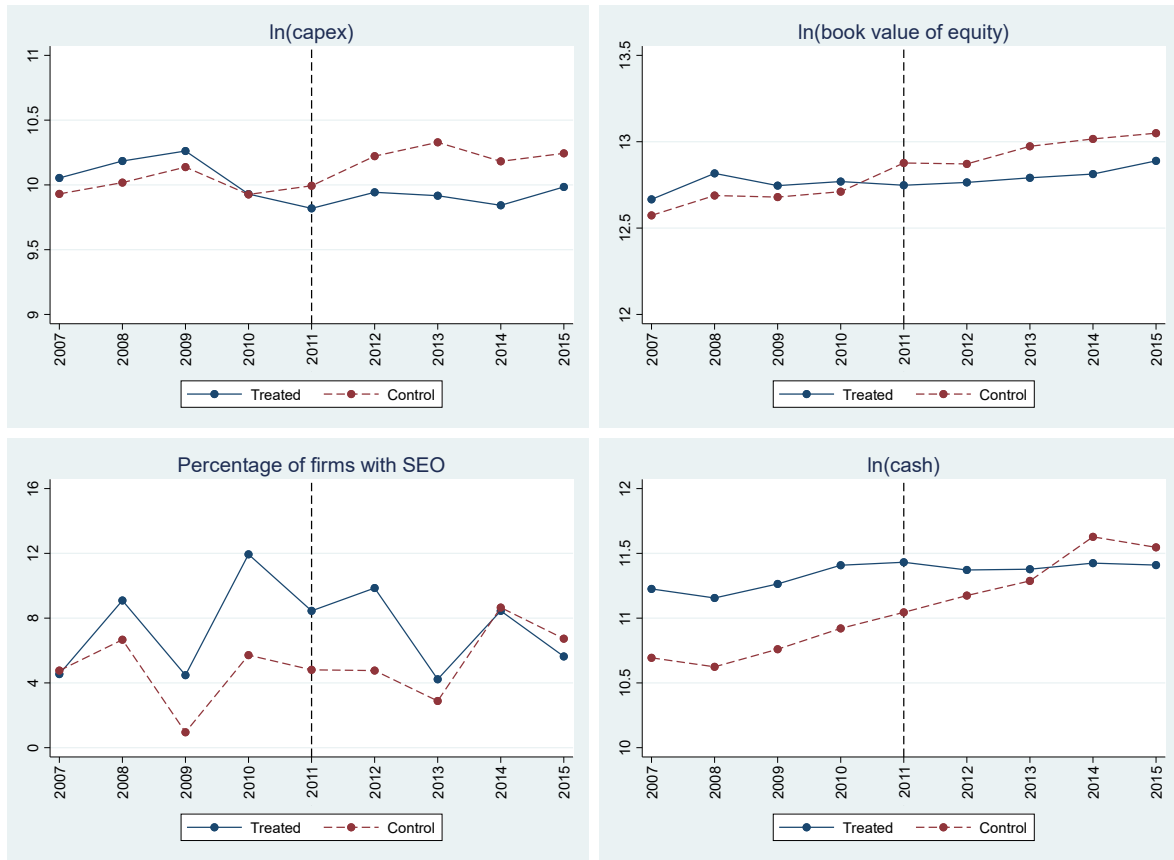 ln(capex)
11
10.5
10
9.5
9
2007 2008 2009 2010 2011 2012 2013 2014 2015
Treated Control
ln(book value of equity)
13.5
13
12.5
12
2007 2008 2009 2010 2011 2012 2013 2014 2015
Treated Control
Percentage of firms with SEO
16
12
8
4
0
2007 2008 2009 2010 2011 2012 2013 2014 2015
Treated Control
ln(cash)
12
11.5
11
10.5
10
2007 2008 2009 2010 2011 2012 2013 2014 2015
Treated Control